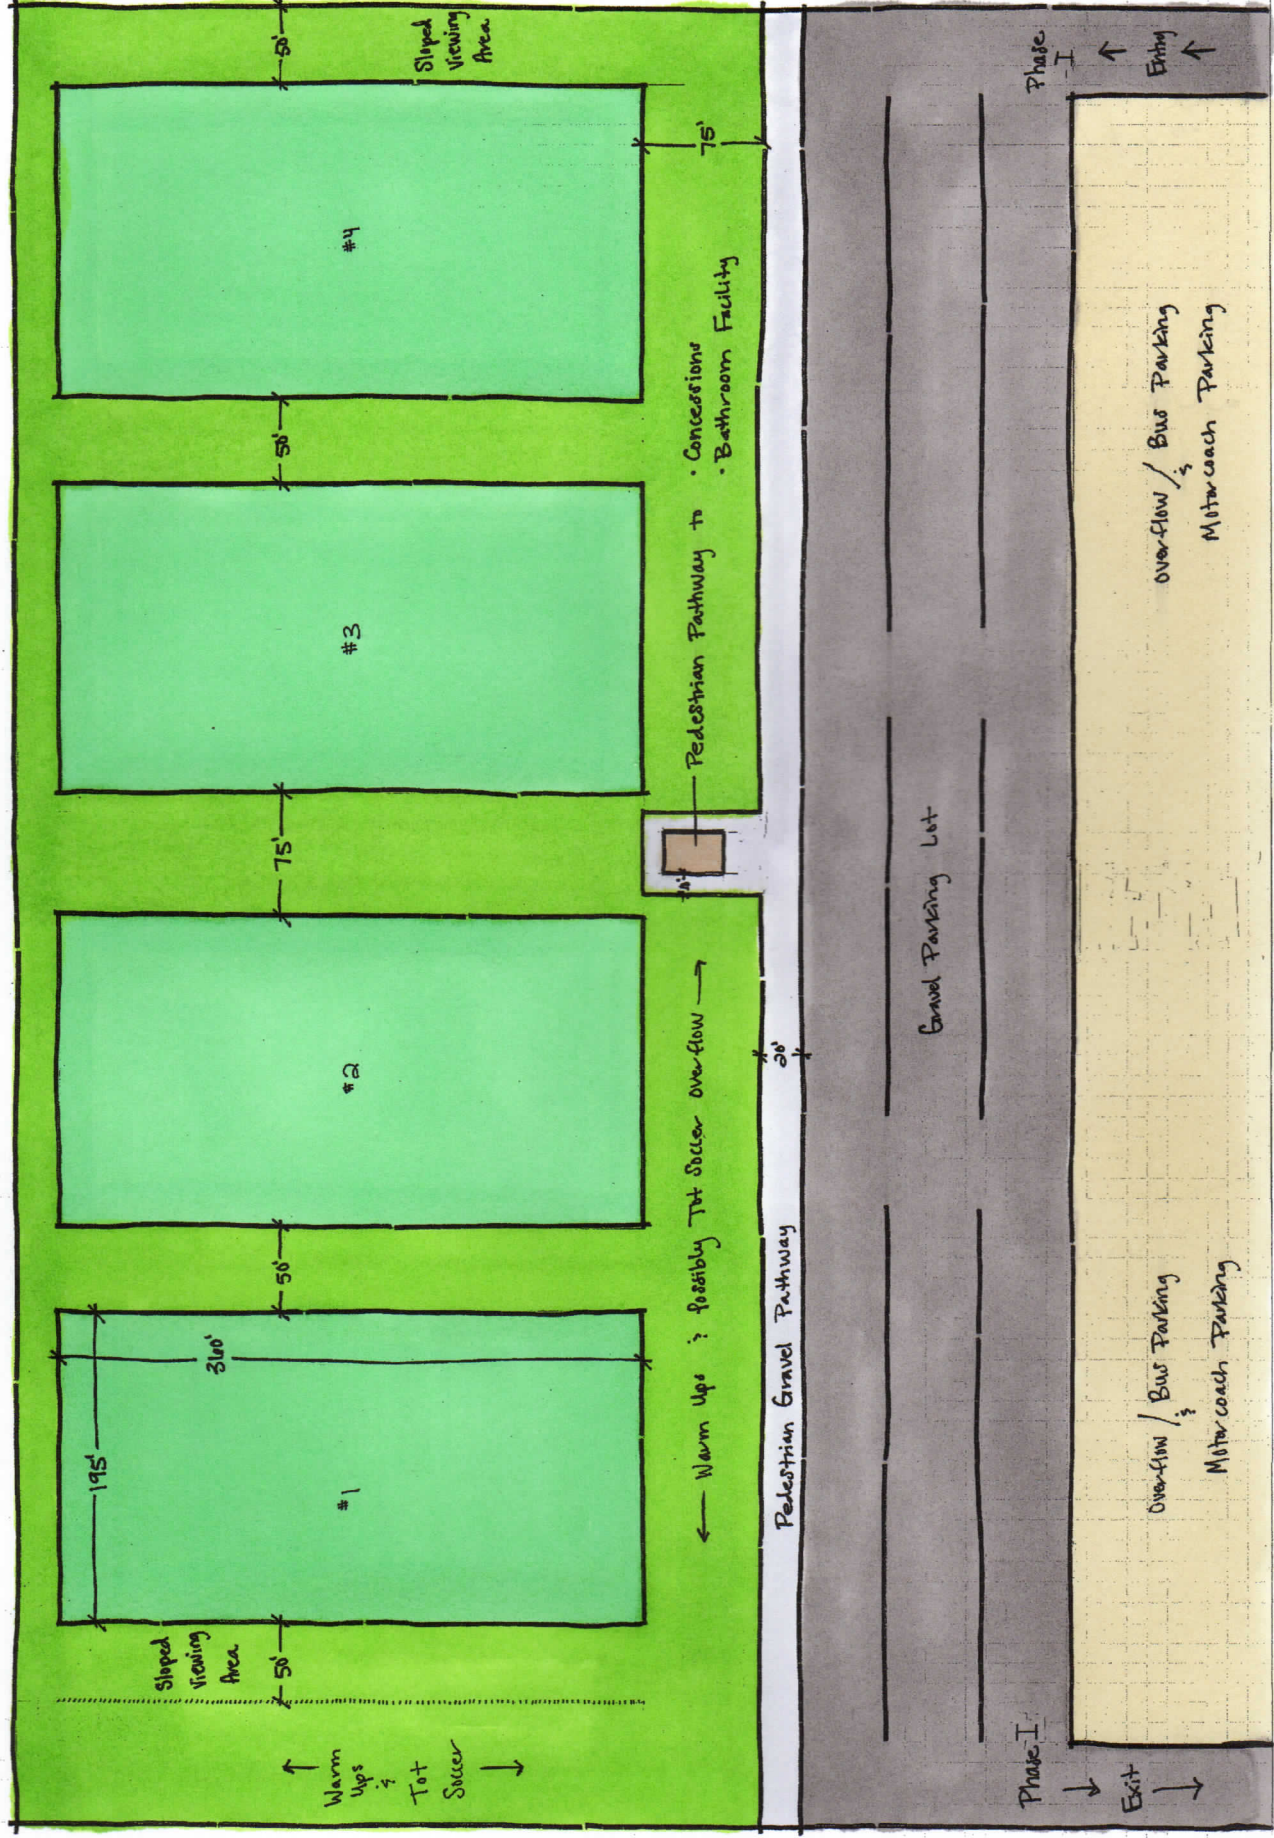 Sloped
Viewing
Area
50'
#4
75'
50'
• Concessions
• Bathroom Facility
Pedestrian Pathway to
#3
75'
#2
50'
← Warm Ups & Possibly Tot Soccer overflow →
20'
Pedestrian Gravel Pathway
195'
360'
#1
Sloped
Viewing
Area
50'
Warm
Ups
&
Tot
Soccer
Gravel Parking Lot
Phase
I
Entry
Overflow / Bus Parking
&
Motorcoach Parking
Overflow / Bus Parking
&
Motorcoach Parking
Phase I
Exit